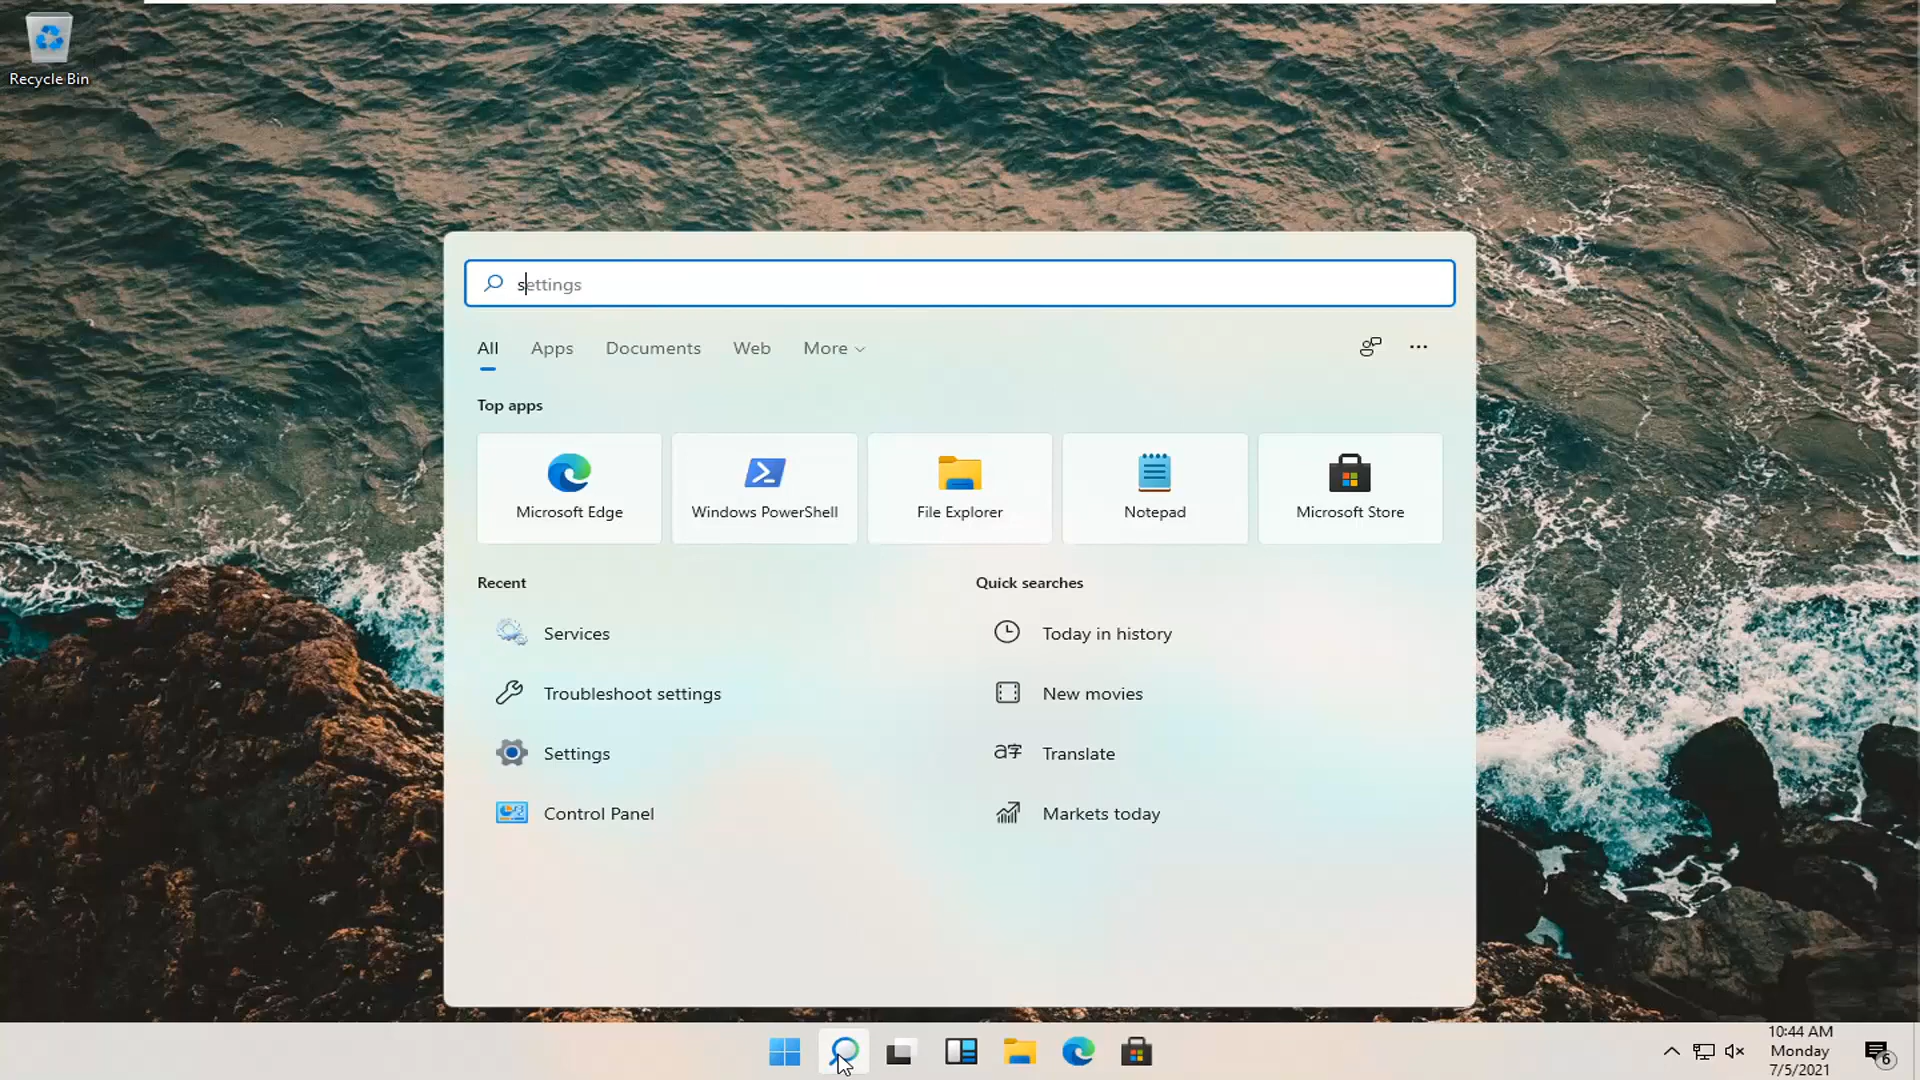 Recycle Bin
settings
All Apps Documents Web More
Top apps
Microsoft Edge Windows PowerShell File Explorer Notepad Microsoft Store
Recent Quick searches
Services Today in history
Troubleshoot settings New movies
Settings Translate
Control Panel Markets today
10:44 AM
Monday
7/5/2021
6